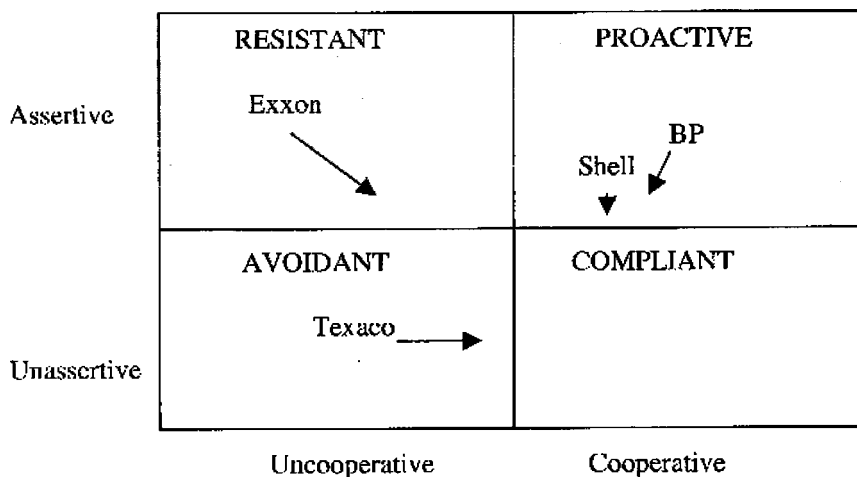 RESISTANT PROACTIVE
Exxon
Assertive
BP
Shell
AVOIDANT COMPLIANT
Texaco
Unassertive
Uncooperative Cooperative